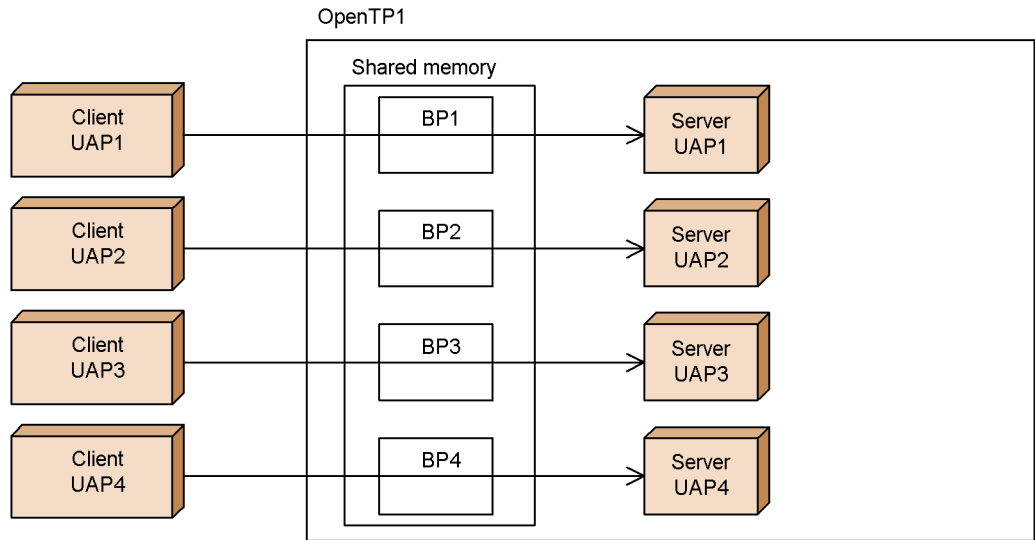 OpenTP1
Shared memory
Client
UAP1
BP1
Server
UAP1
Client
UAP2
BP2
Server
UAP2
Client
UAP3
BP3
Server
UAP3
Client
UAP4
BP4
Server
UAP4